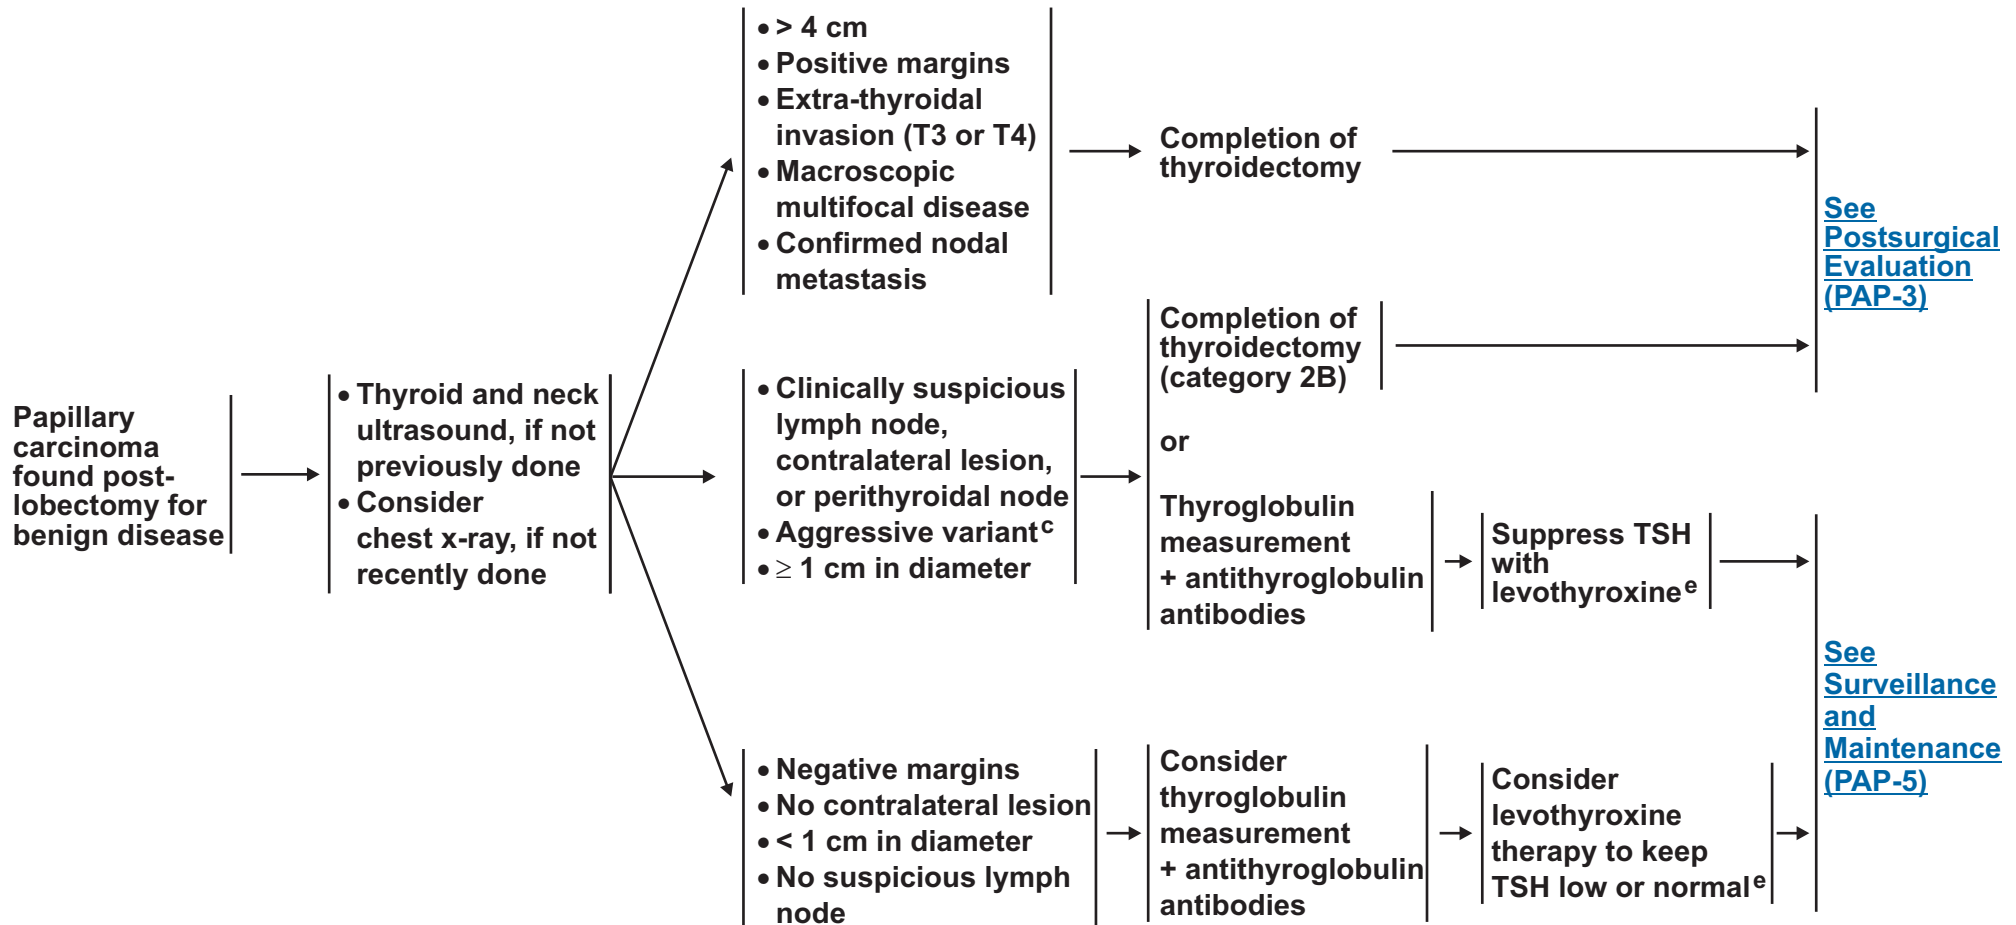 Papillary
carcinoma
found post-
lobectomy for
benign disease
• Thyroid and neck
ultrasound, if not
previously done
• Consider
chest x-ray, if not
recently done
• > 4 cm
• Positive margins
• Extra-thyroidal
invasion (T3 or T4)
• Macroscopic
multifocal disease
• Confirmed nodal
metastasis
Completion of
thyroidectomy
See
Postsurgical
Evaluation
(PAP-3)
• Clinically suspicious
lymph node,
contralateral lesion,
or perithyroidal node
• Aggressive variant c
• ≥ 1 cm in diameter
Completion of
thyroidectomy
(category 2B)
or
Thyroglobulin
measurement
+ antithyroglobulin
antibodies
Suppress TSH
with
levothyroxine e
• Negative margins
• No contralateral lesion
• < 1 cm in diameter
• No suspicious lymph
node
Consider
thyroglobulin
measurement
+ antithyroglobulin
antibodies
Consider
levothyroxine
therapy to keep
TSH low or normal e
See
Surveillance
and
Maintenance
(PAP-5)